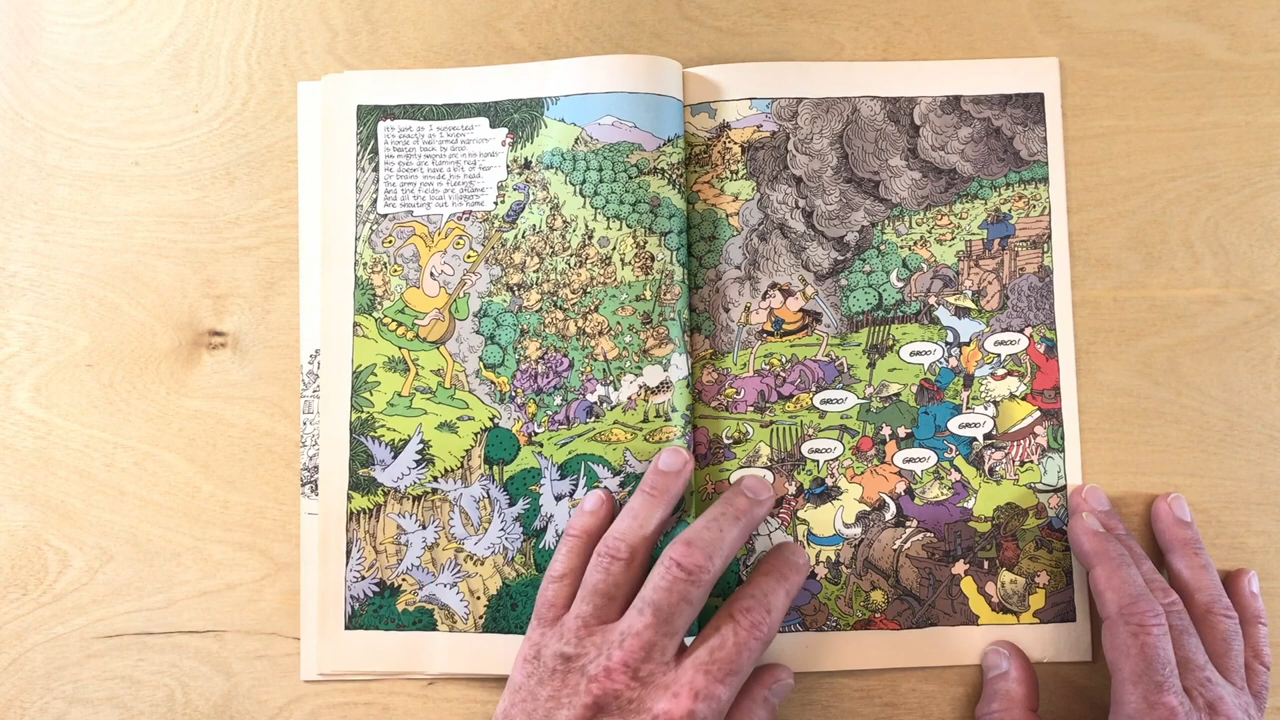 It's just as I suspected--
It's exactly as I knew--
A horde of well-armed warriors--
Is beaten back by Groo.
His mighty swords are in his hands--
His eyes are flaming red--
He doesn't have a bit of fear--
Or brains inside his head.
The army now is fleeing--
And the fields are aflame--
And all the local villagers--
Are shouting out his name.
GROO!
GROO!
GROO!
GROO!
GROO!
GROO!